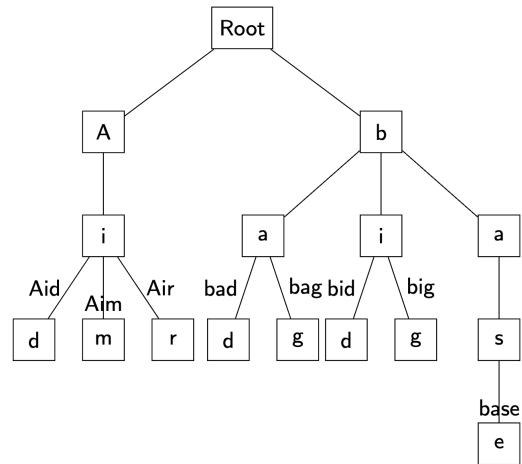 Root
A b
i a i a
Aid Aim Air bad bag bid big
d m r d g d g s
base
e